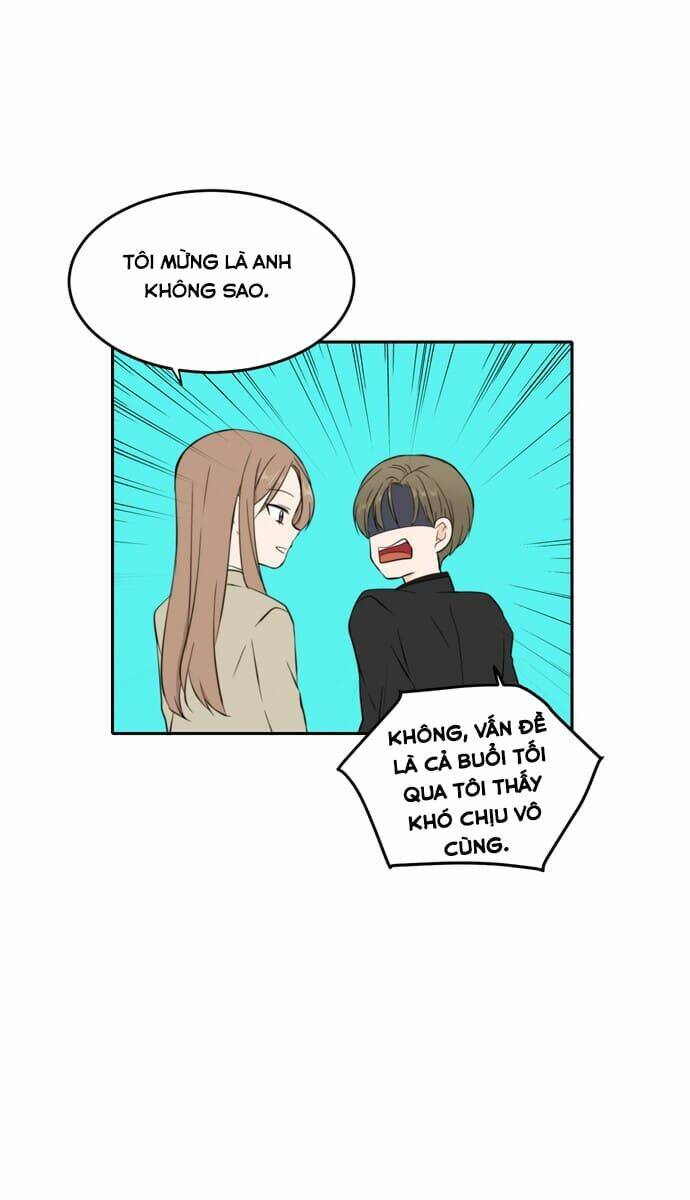 TÔI MỪNG LÀ ANH
KHÔNG SAO.
KHÔNG, VẤN ĐỀ
LÀ CẢ BUỔI TỐI
QUA TÔI THẤY
KHÓ CHỊU VÔ
CÙNG.